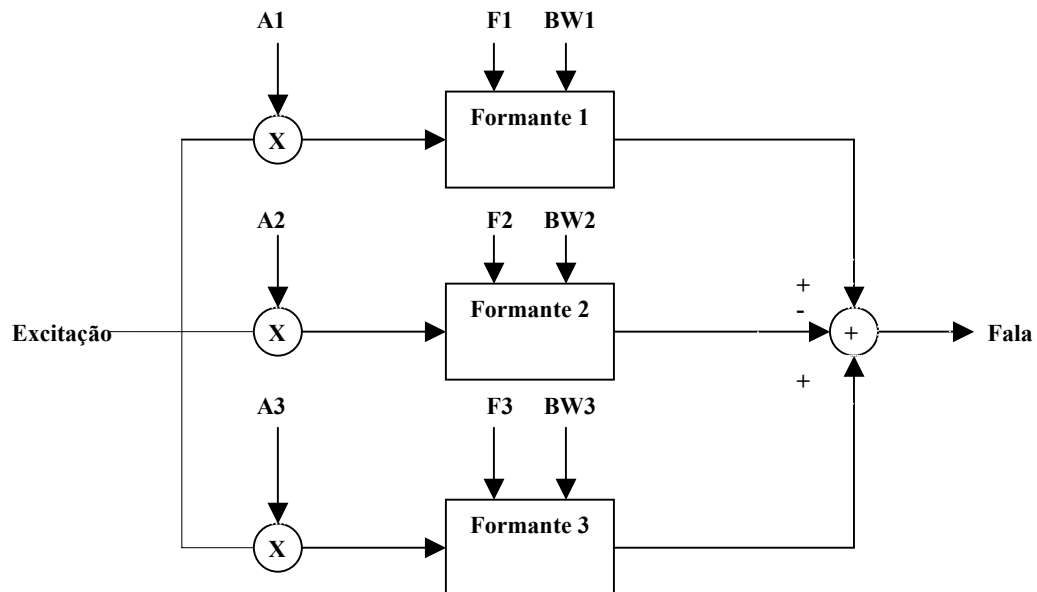 A1 F1 BW1
Formante 1
X
A2 F2 BW2
+
Formante 2
-
Excitação X + Fala
+
A3 F3 BW3
Formante 3
X